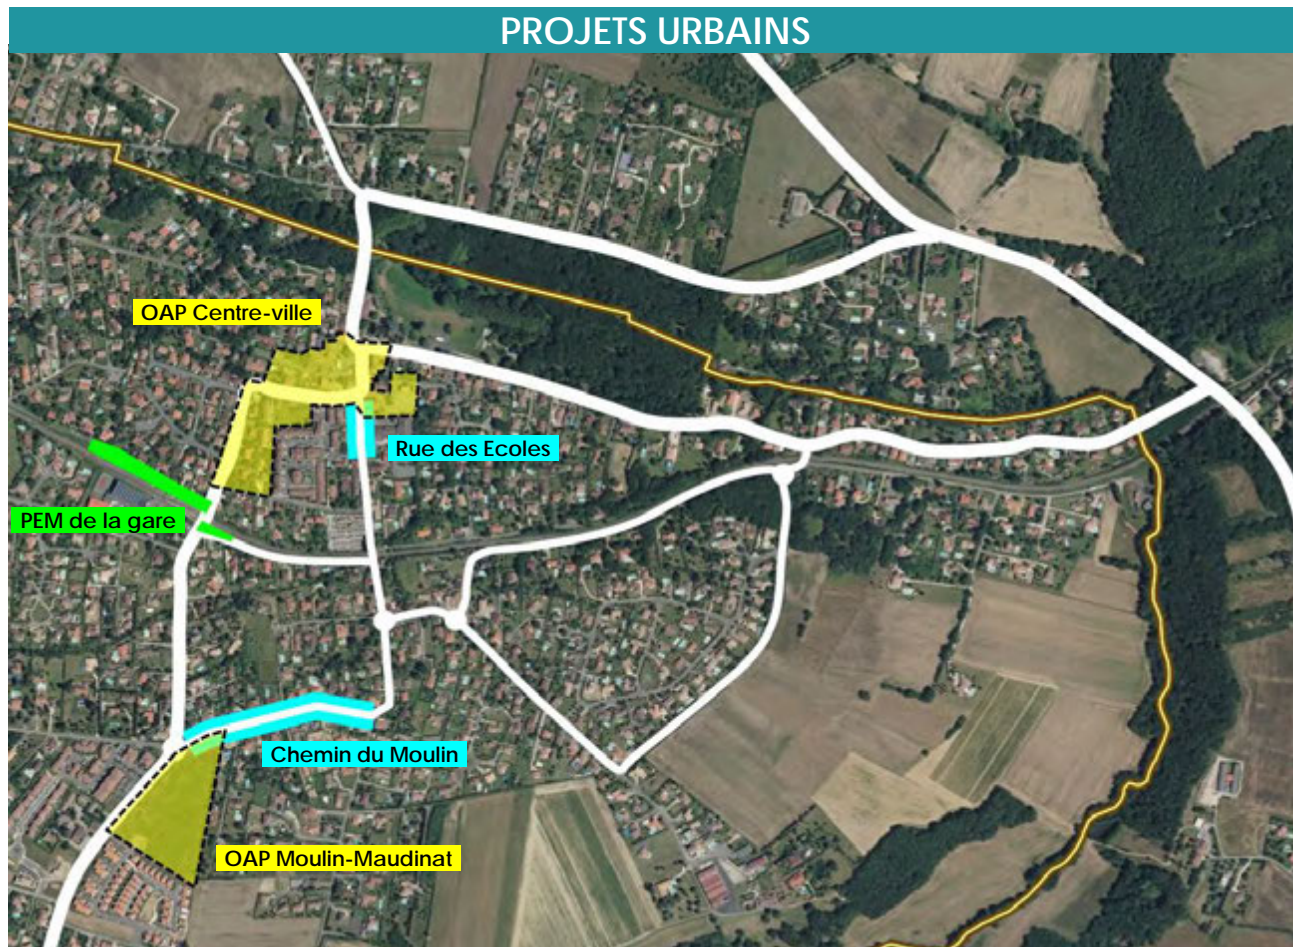 PROJETS URBAINS
OAP Centre-ville
Rue des Ecoles
PEM de la gare
Chemin du Moulin
OAP Moulin-Maudinat